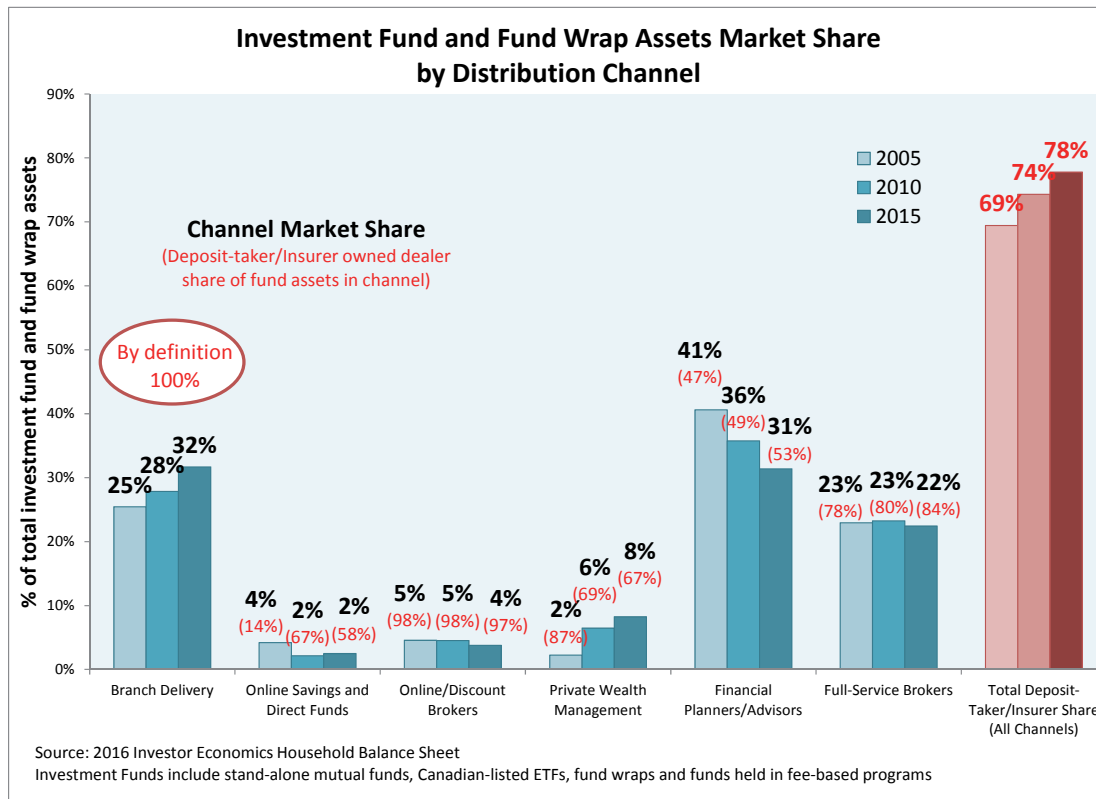 Investment Fund and Fund Wrap Assets Market Share
by Distribution Channel
% of total investment fund and fund wrap assets
90%
80%
70%
60%
50%
40%
30%
20%
10%
0%
2005
2010
2015
Channel Market Share
(Deposit-taker/Insurer owned dealer
share of fund assets in channel)
By definition
100%
25%
28%
32%
4%
(14%)
2%
(67%)
2%
(58%)
5%
(98%)
5%
(98%)
4%
(97%)
2%
(87%)
6%
(69%)
8%
(67%)
41%
(47%)
36%
(49%)
31%
(53%)
23%
(78%)
23%
(80%)
22%
(84%)
69%
74%
78%
Branch Delivery
Online Savings and
Direct Funds
Online/Discount
Brokers
Private Wealth
Management
Financial
Planners/Advisors
Full-Service Brokers
Total Deposit-
Taker/Insurer Share
(All Channels)
Source: 2016 Investor Economics Household Balance Sheet
Investment Funds include stand-alone mutual funds, Canadian-listed ETFs, fund wraps and funds held in fee-based programs